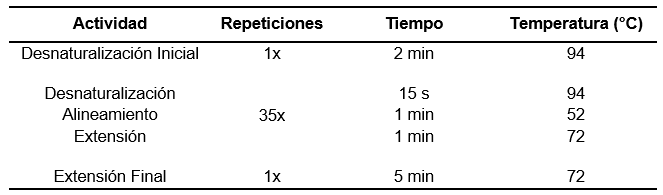 Actividad Repeticiones Tiempo Temperatura (°C)
Desnaturalización Inicial 1x 2 min 94
Desnaturalización 15 s 94
Alineamiento 35x 1 min 52
Extensión 1 min 72
Extensión Final 1x 5 min 72